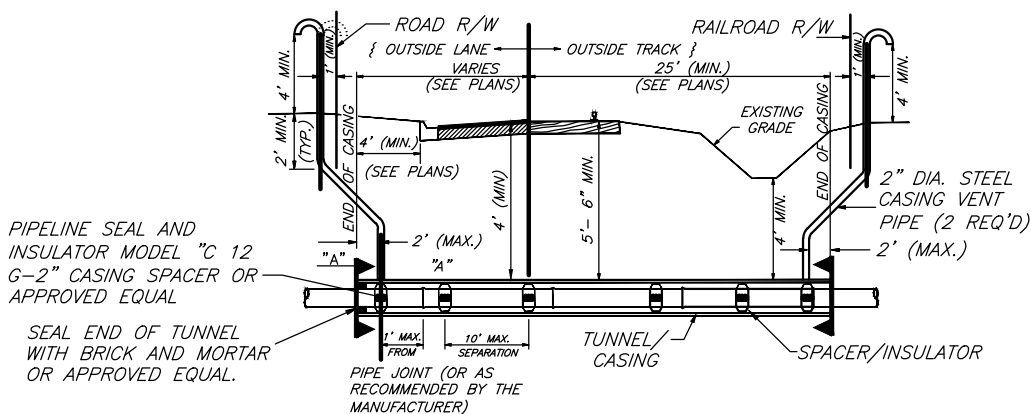 ROAD R/W
RAILROAD R/W
{ OUTSIDE LANE
OUTSIDE TRACK }
VARIES
(SEE PLANS)
25' (MIN.)
(SEE PLANS)
4' MIN.
1' (MIN.)
1' (MIN.)
4' MIN.
2' MIN.
(TYP.)
END OF CASING
4' (MIN.)
(SEE PLANS)
4' (MIN)
5'- 6" MIN.
EXISTING
GRADE
4' MIN.
END OF CASING
2" DIA. STEEL
CASING VENT
PIPE (2 REQ'D)
2' (MAX.)
2' (MAX.)
"A"
"A"
PIPELINE SEAL AND
INSULATOR MODEL "C 12
G-2" CASING SPACER OR
APPROVED EQUAL
SEAL END OF TUNNEL
WITH BRICK AND MORTAR
OR APPROVED EQUAL.
1' MAX.
FROM
10' MAX.
SEPARATION
PIPE JOINT (OR AS
RECOMMENDED BY THE
MANUFACTURER)
TUNNEL
CASING
SPACER/INSULATOR